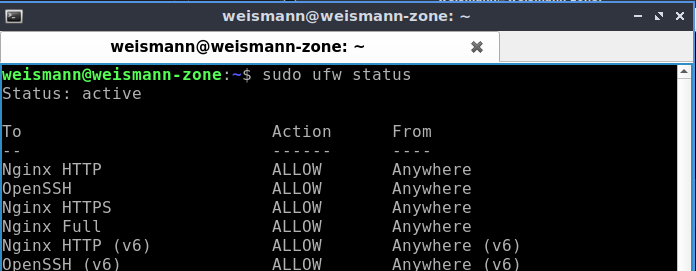 weismann@weismann-zone: ~
weismann@weismann-zone: ~
weismann@weismann-zone:~$ sudo ufw status
Status: active
To Action From
-- ------ ----
Nginx HTTP ALLOW Anywhere
OpenSSH ALLOW Anywhere
Nginx HTTPS ALLOW Anywhere
Nginx Full ALLOW Anywhere
Nginx HTTP (v6) ALLOW Anywhere (v6)
OpenSSH (v6) ALLOW Anywhere (v6)